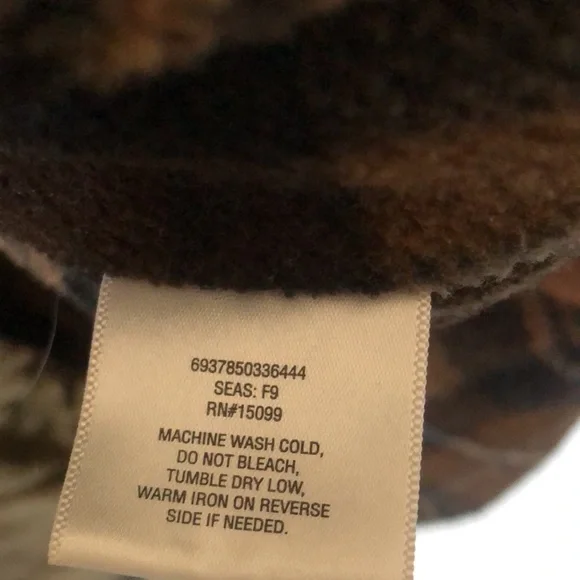 6937850336444
SEAS: F9
RN#15099
MACHINE WASH COLD,
DO NOT BLEACH,
TUMBLE DRY LOW,
WARM IRON ON REVERSE
SIDE IF NEEDED.